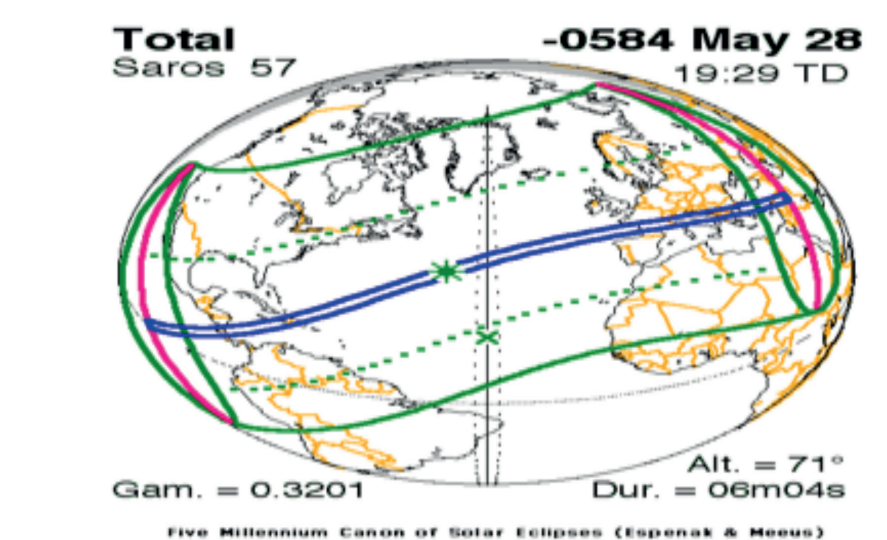 Total
-0584 May 28
Saros 57
19:29 TD
Alt. = 71°
Gam. = 0.3201
Dur. = 06m04s
Five Millennium Canon of Solar Eclipses (Espenak & Meeus)